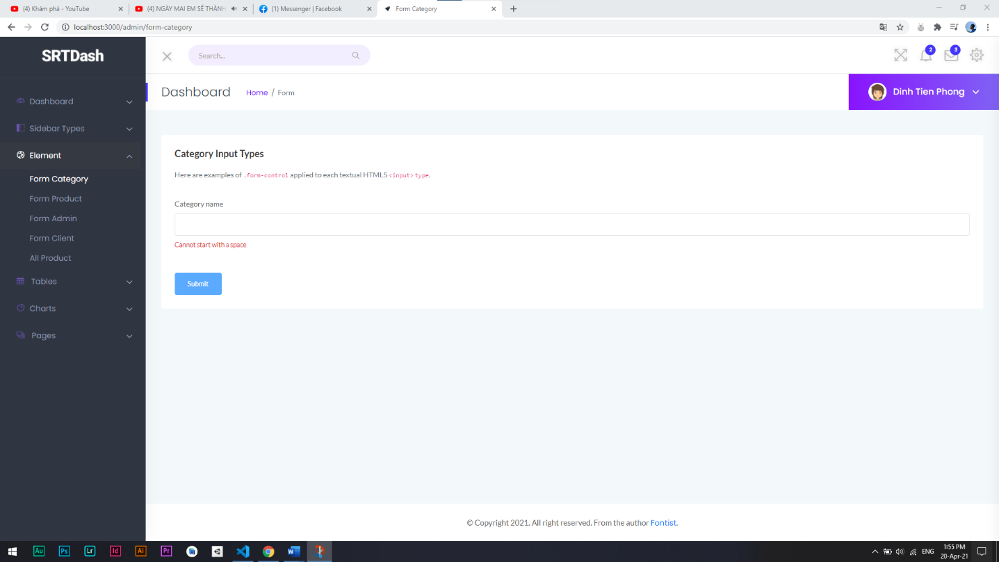 (4) Khám phá - YouTube
(4) NGÀY MAI EM SẼ THÀNH
(1) Messenger | Facebook
Form Category
localhost:3000/admin/form-category
SRTDash
Search...
2
3
Dashboard
Home / Form
Dinh Tien Phong
Dashboard
Sidebar Types
Element
Form Category
Form Product
Form Admin
Form Client
All Product
Tables
Charts
Pages
Category Input Types
Here are examples of .form-control applied to each textual HTML5 <input> type.
Category name
Cannot start with a space
Submit
© Copyright 2021. All right reserved. From the author Fontist.
Au
Ps
Lr
Id
Ai
Pr
W
ENG
1:55 PM
20-Apr-21